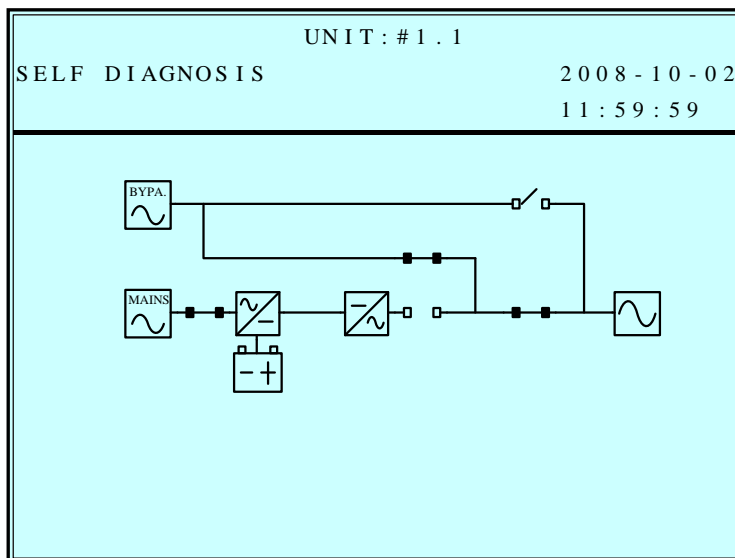 UNIT:#1.1
SELF DIAGNOSIS
2008-10-02
11:59:59
BYPA.
MAINS